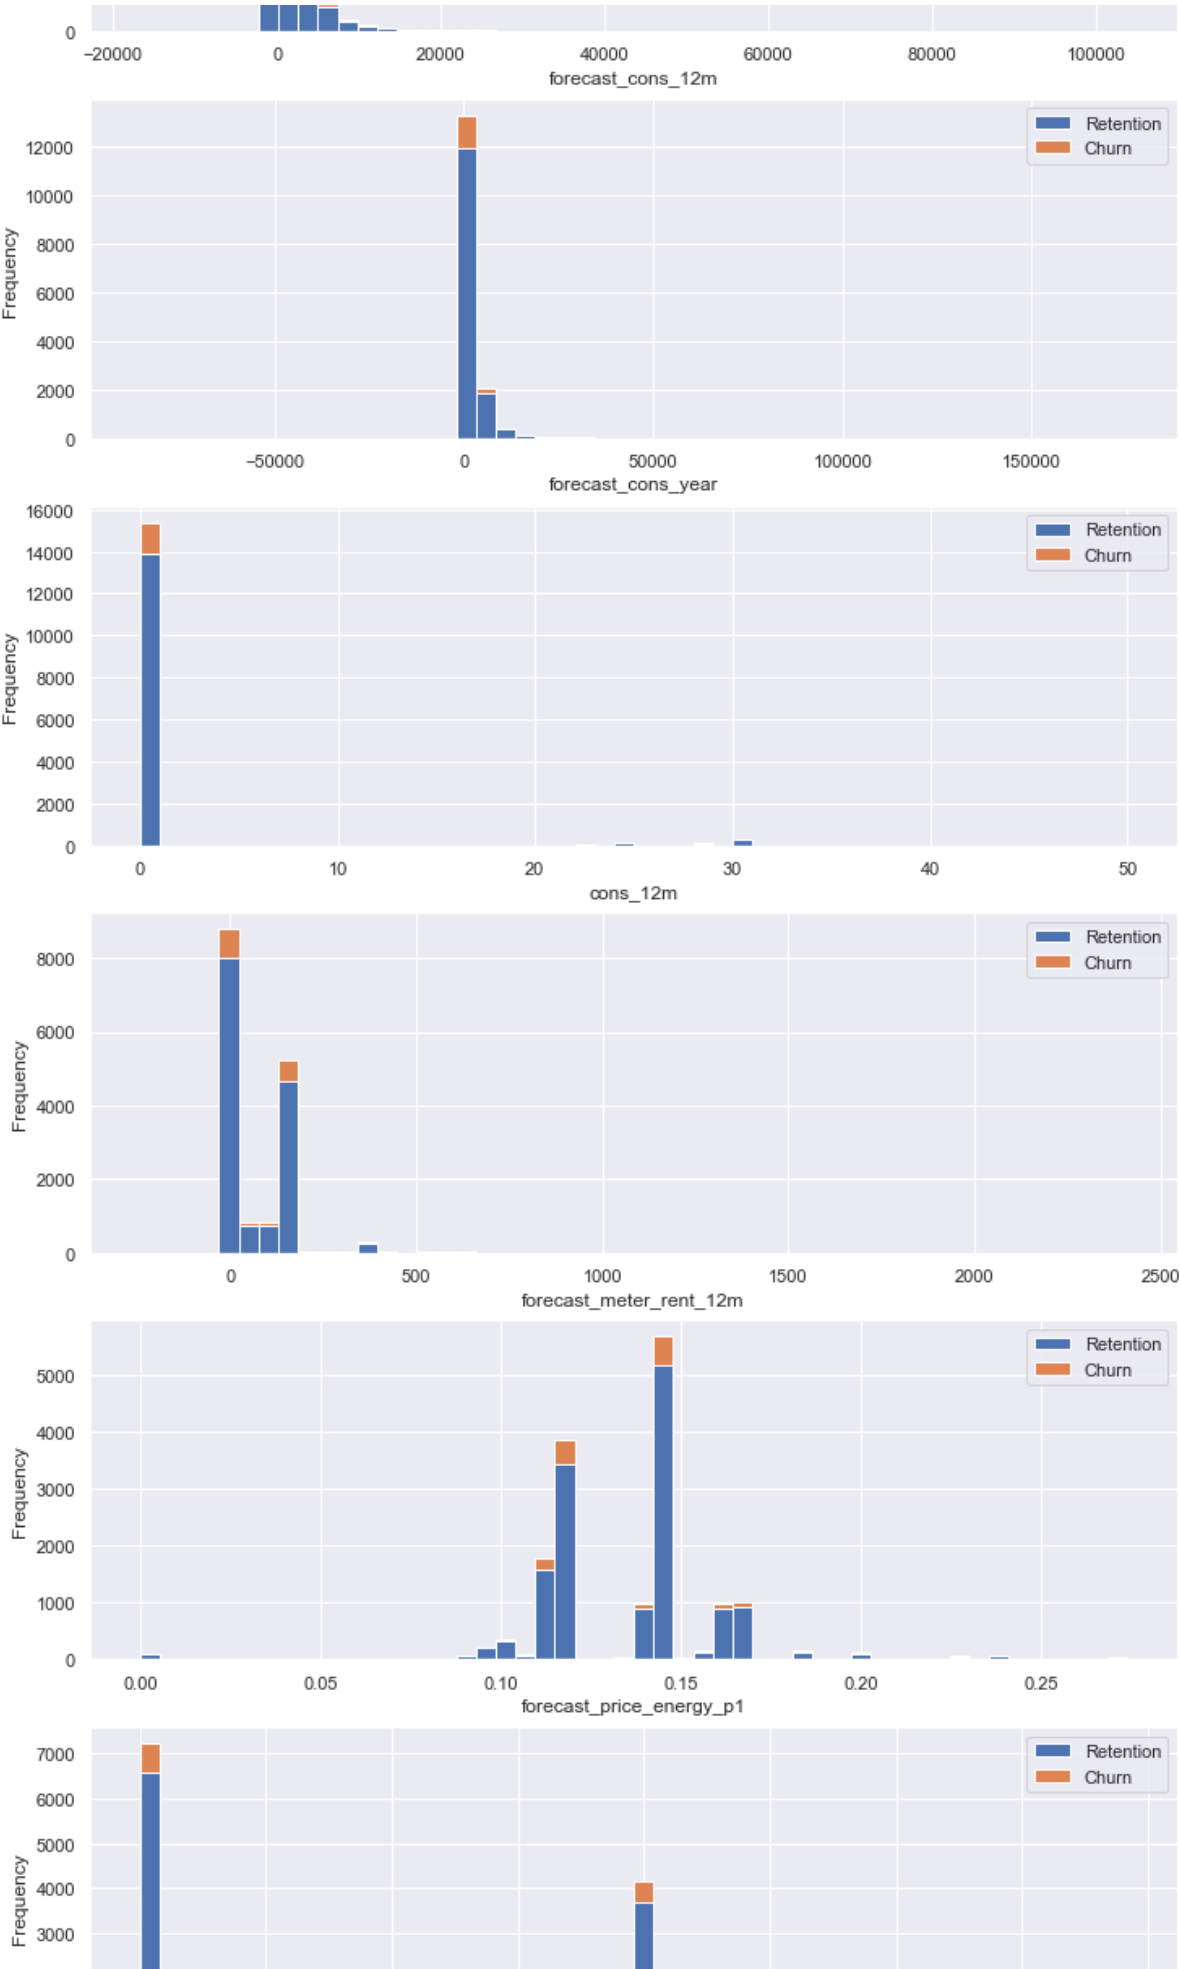 0
−20000 0 20000 40000 60000 80000 100000
forecast_cons_12m
Retention
Churn
12000
10000
8000
6000
4000
2000
0
Frequency
−50000 0 50000 100000 150000
forecast_cons_year
Retention
Churn
16000
14000
12000
10000
8000
6000
4000
2000
0
Frequency
0 10 20 30 40 50
cons_12m
Retention
Churn
8000
6000
4000
2000
0
Frequency
0 500 1000 1500 2000 2500
forecast_meter_rent_12m
Retention
Churn
5000
4000
3000
2000
1000
0
Frequency
0.00 0.05 0.10 0.15 0.20 0.25
forecast_price_energy_p1
Retention
Churn
7000
6000
5000
4000
3000
Frequency